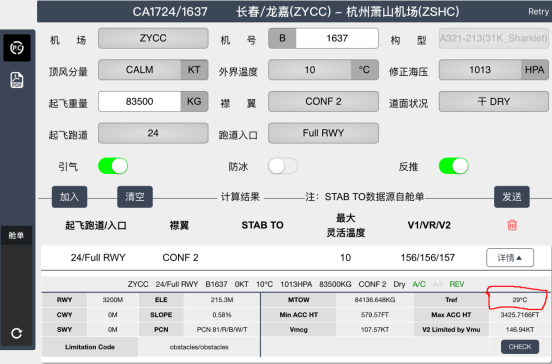 CA1724/1637 长春/龙嘉(ZYCC) – 杭州萧山机场(ZSHC) Retry
机 场 ZYCC 机 号 B 1637 构 型 A321-213(31K_Sharklet)
顶风分量 CALM KT 外界温度 10 °C 修正海压 1013 HPA
起飞重量 83500 KG 襟 翼 CONF 2 道面状况 干 DRY
起飞跑道 24 跑道入口 Full RWY
引气 防冰 反推
加入 清空 计算结果 注: STAB TO数据源自舱单 发送
起飞跑道/入口 襟翼 STAB TO 最大灵活温度 V1/VR/V2
舱单
24/Full RWY CONF 2 10 156/156/157 详情▲
ZYCC 24/Full RWY B1637 0KT 10°C 1013HPA 83500KG CONF 2 Dry A/C A/I REV
RWY 3200M ELE 215.3M MTOW 84136.648KG Tref 29°C
CWY 0M SLOPE 0.58% Min ACC HT 579.57FT Max ACC HT 3425.7166FT
SWY 0M PCN PCN 81/R/B/W/T Vmcg 107.57KT V2 Limited by Vmu 146.94KT
Limitation Code obstacles/obstacles CHECK